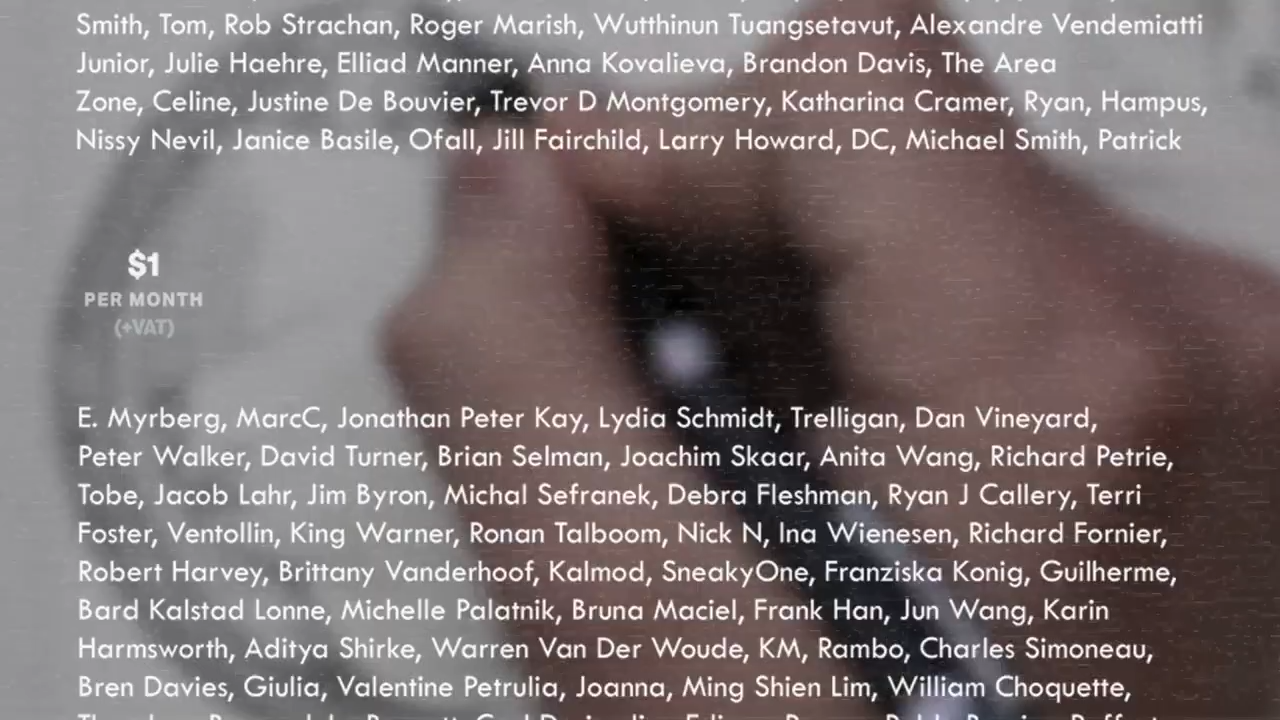 Smith, Tom, Rob Strachan, Roger Marish, Wutthinun Tuangsetavut, Alexandre Vendemiatti
Junior, Julie Haehre, Elliad Manner, Anna Kovalieva, Brandon Davis, The Area
Zone, Celine, Justine De Bouvier, Trevor D Montgomery, Katharina Cramer, Ryan, Hampus,
Nissy Nevil, Janice Basile, Ofall, Jill Fairchild, Larry Howard, DC, Michael Smith, Patrick
$1
PER MONTH
(+VAT)
E. Myrberg, MarcC, Jonathan Peter Kay, Lydia Schmidt, Trelligan, Dan Vineyard,
Peter Walker, David Turner, Brian Selman, Joachim Skaar, Anita Wang, Richard Petrie,
Tobe, Jacob Lahr, Jim Byron, Michal Sefranek, Debra Fleshman, Ryan J Callery, Terri
Foster, Ventollin, King Warner, Ronan Talboom, Nick N, Ina Wienesen, Richard Fornier,
Robert Harvey, Brittany Vanderhoof, Kalmod, SneakyOne, Franziska Konig, Guilherme,
Bard Kalstad Lonne, Michelle Palatnik, Bruna Maciel, Frank Han, Jun Wang, Karin
Harmsworth, Aditya Shirke, Warren Van Der Woude, KM, Rambo, Charles Simoneau,
Bren Davies, Giulia, Valentine Petrulia, Joanna, Ming Shien Lim, William Choquette,